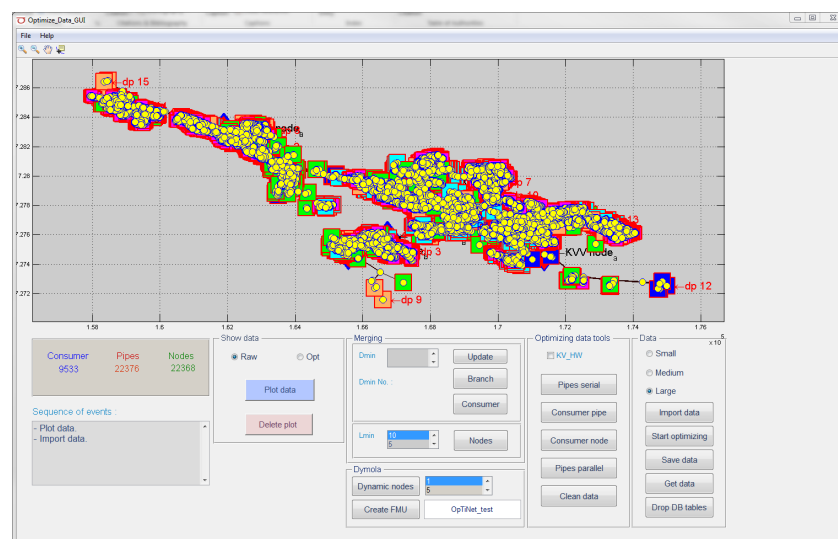 Optimize_Data_GUI
File Help
7.286
7.284
7.282
7.28
7.278
7.276
7.274
7.272
dp 15
node
dp 7
13
KVV node
a
dp 3
dp 12
dp 9
1.58 1.6 1.62 1.64 1.66 1.68 1.7 1.72 1.74 1.76
x 10
5
Consumer Pipes Nodes
9533 22376 22368
Sequence of events :
- Plot data.
- Import data.
Show data
Raw Opt
Plot data
Delete plot
Merging
Dmin Update
Dmin No. : Branch
Consumer
Lmin 10 Nodes
5
Dymola
Dynamic nodes 1
5
Create FMU OpTiNet_test
Optimizing data tools
KV_HW
Pipes serial
Consumer pipe
Consumer node
Pipes parallel
Clean data
Data
Small
Medium
Large
Import data
Start optimizing
Save data
Get data
Drop DB tables